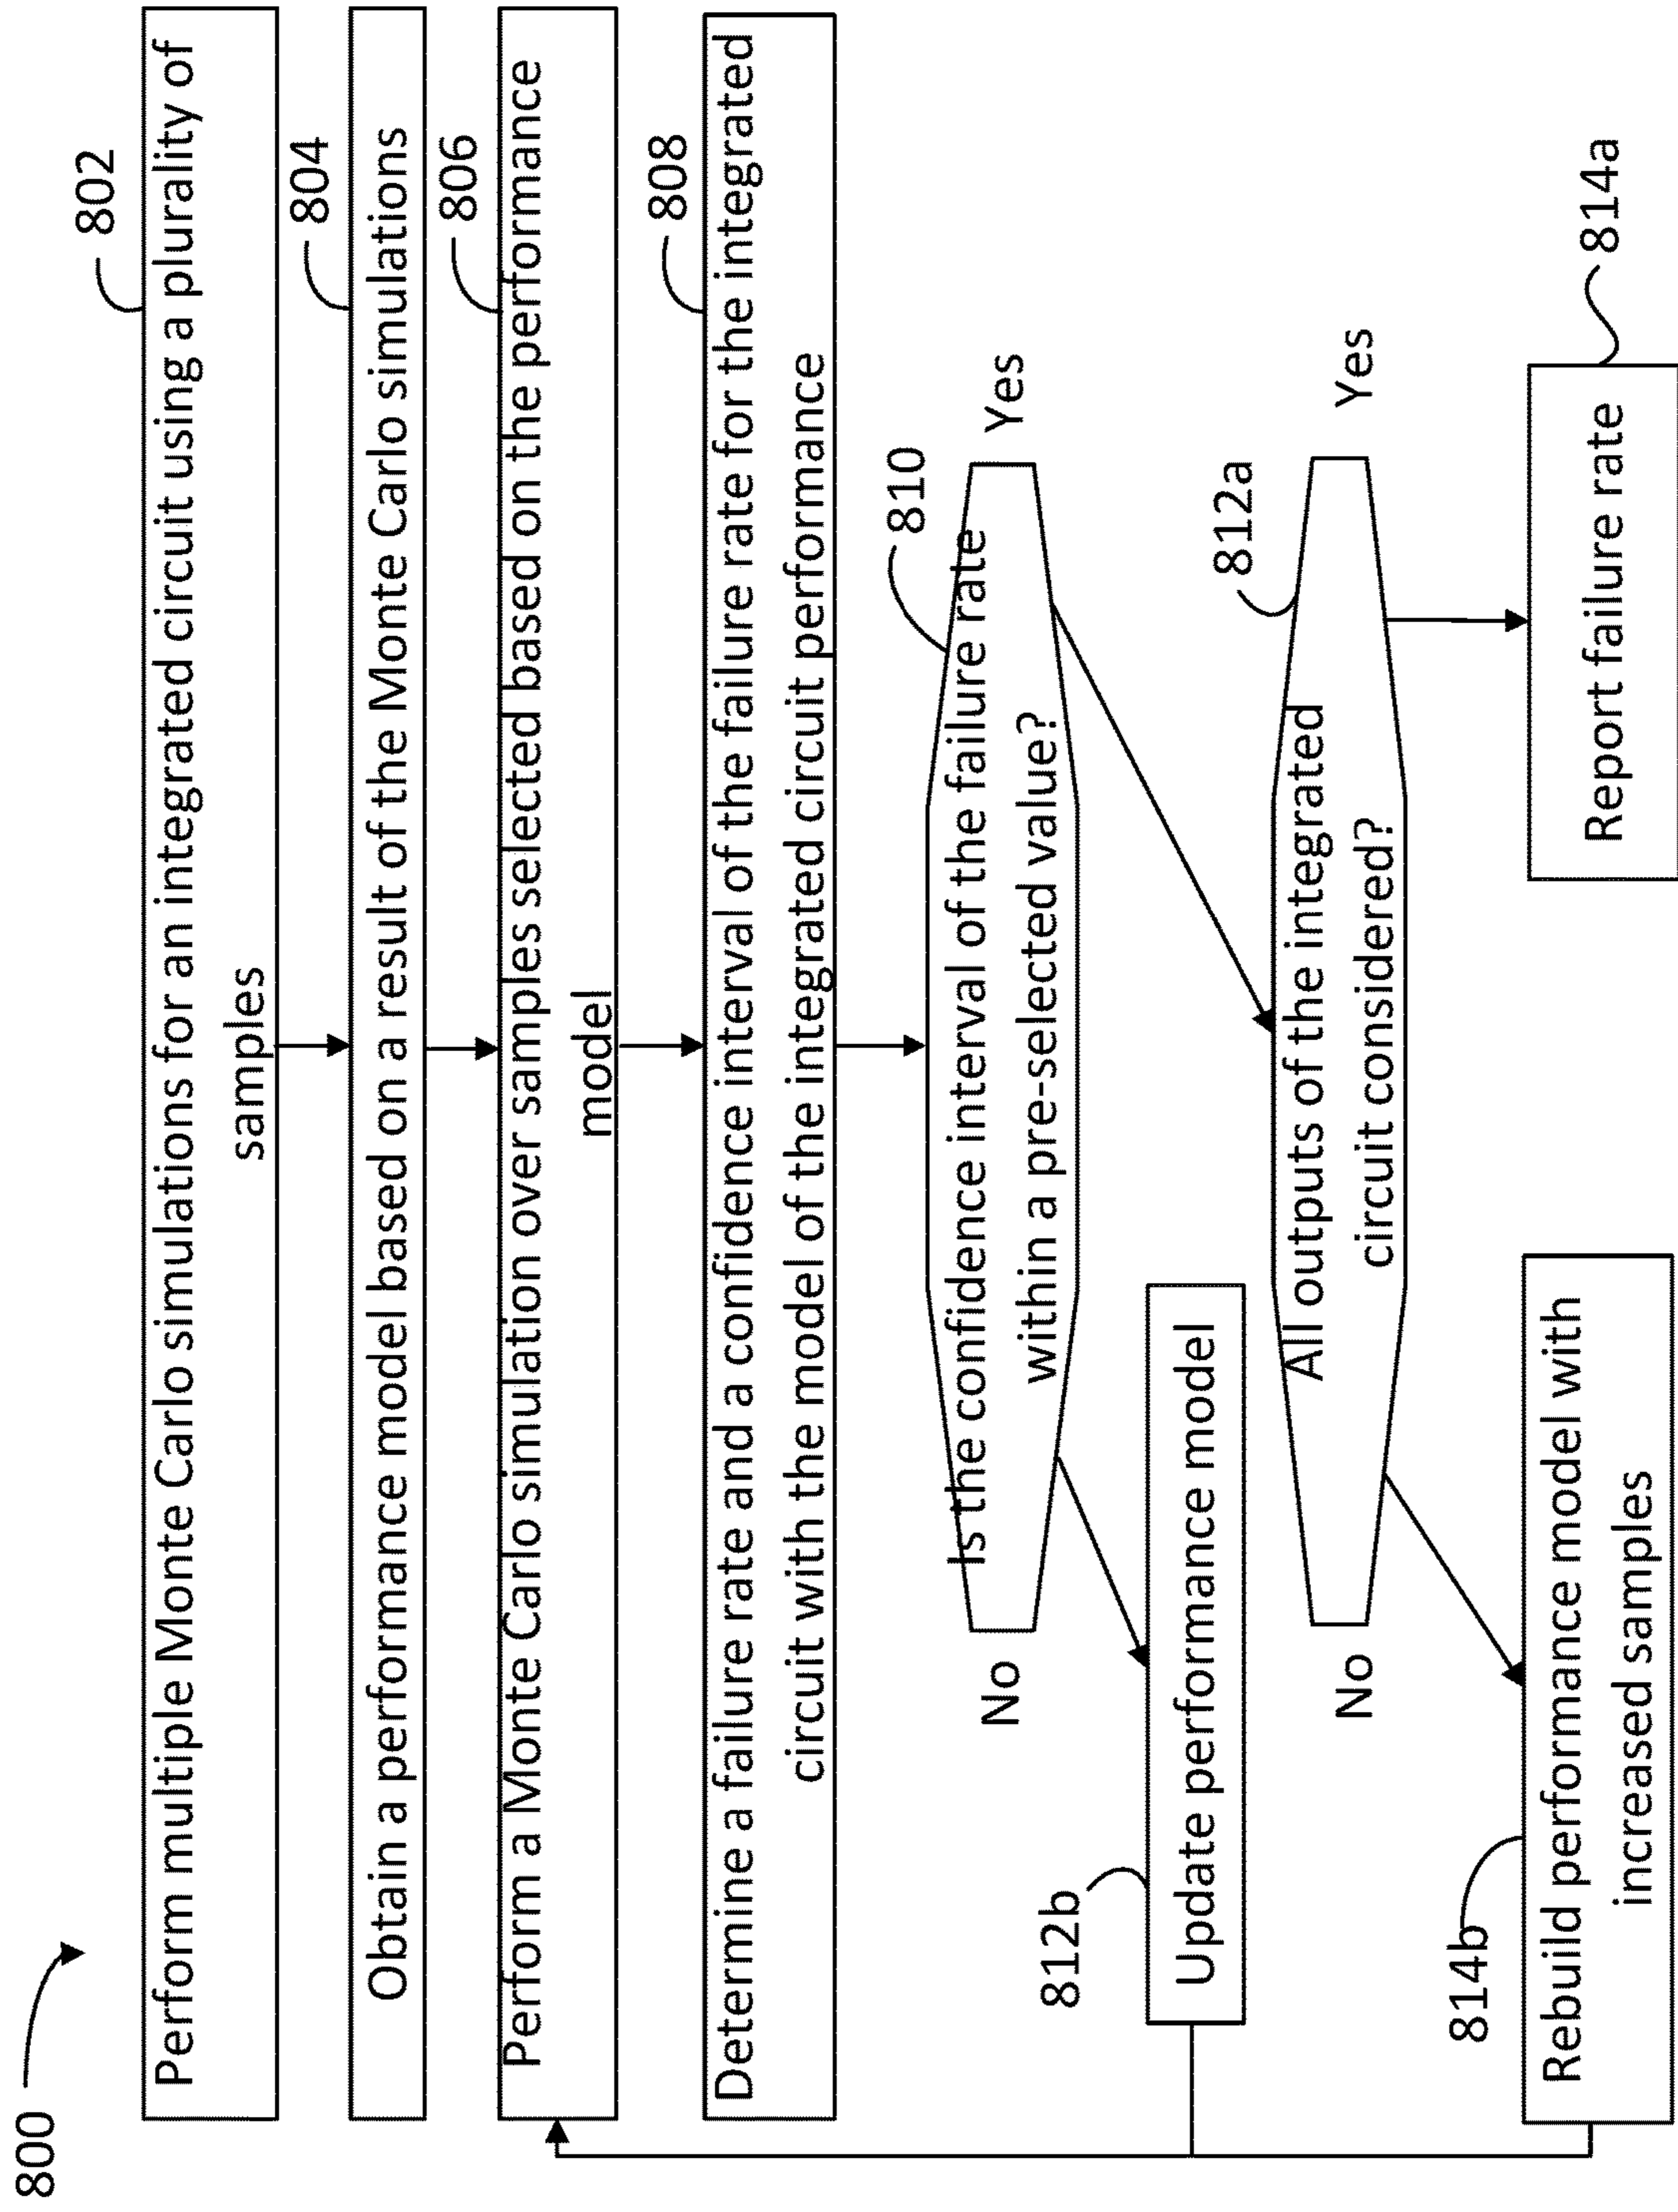 800
802
Perform multiple Monte Carlo simulations for an integrated circuit using a plurality of
samples
804
Obtain a performance model based on a result of the Monte Carlo simulations
806
Perform a Monte Carlo simulation over samples selected based on the performance
model
808
Determine a failure rate and a confidence interval of the failure rate for the integrated
circuit with the model of the integrated circuit performance
810
Is the confidence interval of the failure rate
within a pre-selected value?
No
Yes
812b
Update performance model
812a
All outputs of the integrated
circuit considered?
No
Yes
814b
Rebuild performance model with
increased samples
814a
Report failure rate